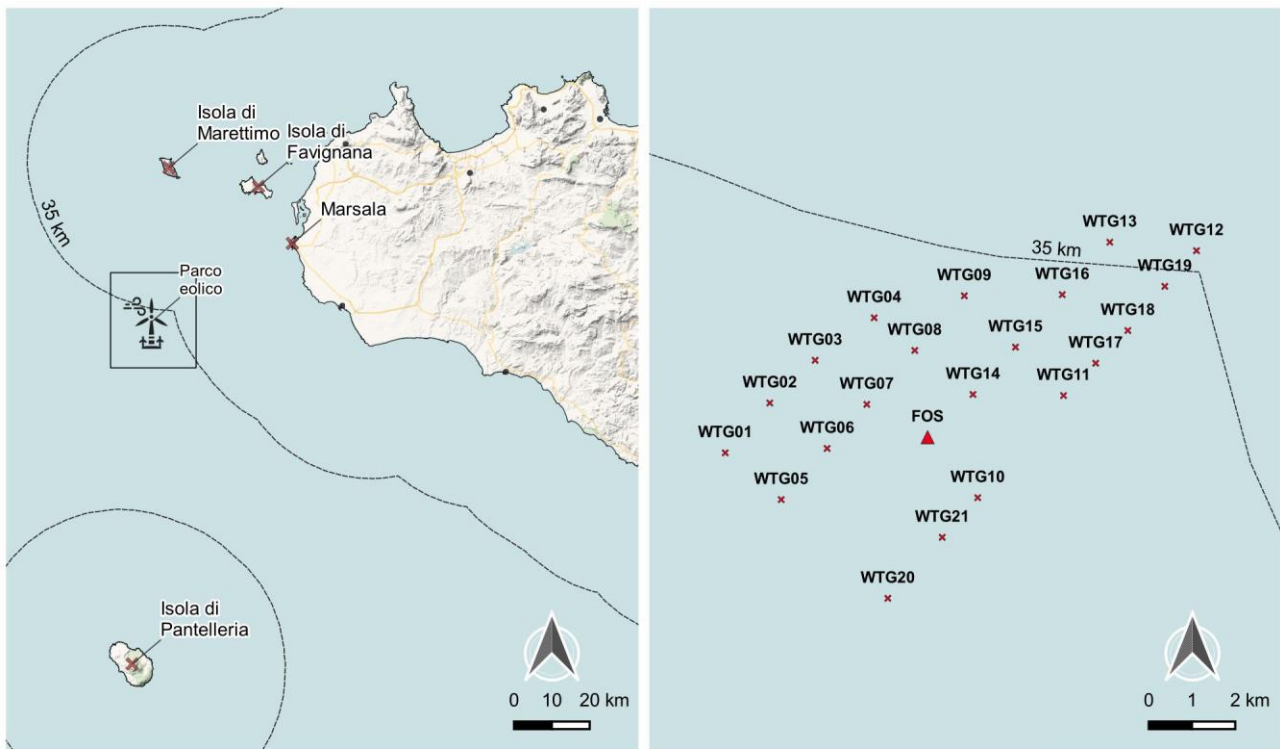 Isola di
Marettimo
Isola di
Favignana
Marsala
35 km
Parco
eolico
Isola di
Pantelleria
0 10 20 km
WTG13
WTG12
35 km
WTG19
WTG09
WTG16
WTG04
WTG18
WTG08
WTG15
WTG03
WTG17
WTG02
WTG07
WTG14
WTG11
FOS
WTG01
WTG06
WTG05
WTG10
WTG21
WTG20
0 1 2 km